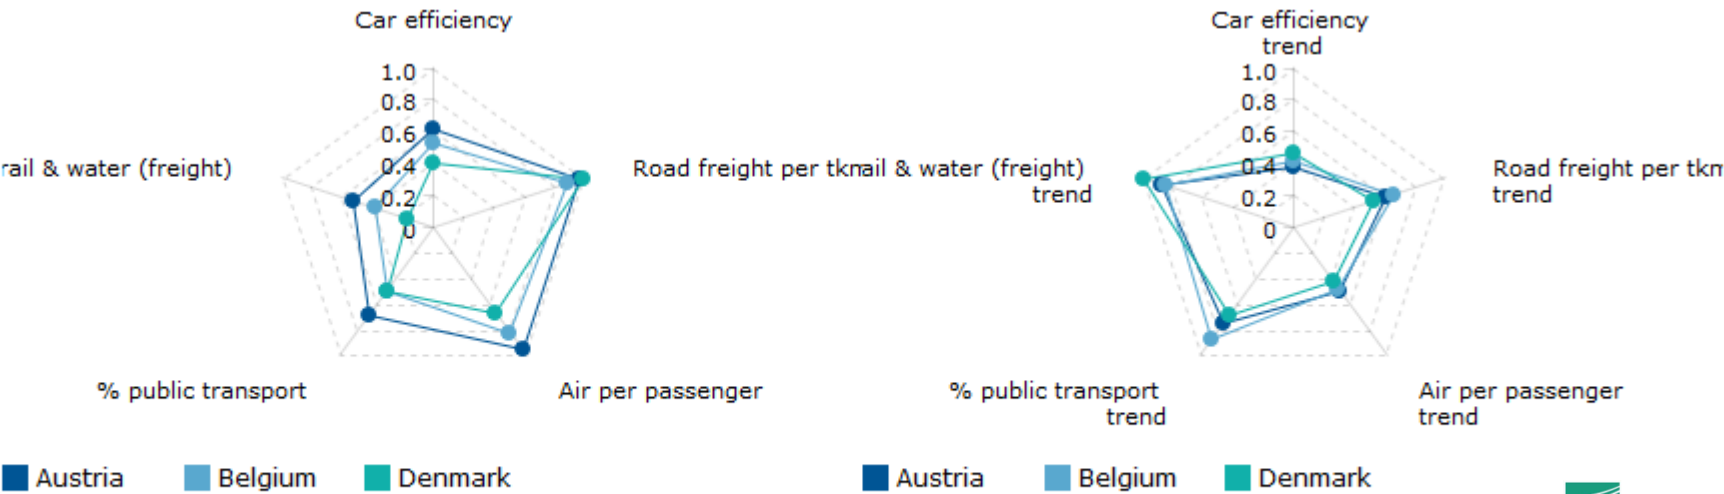 Car efficiency
1.0
0.8
0.6
0.4
0.2
0
rail & water (freight)
Road freight per tkm
% public transport
Air per passenger
Austria
Belgium
Denmark
Car efficiency
trend
1.0
0.8
0.6
0.4
0.2
0
rail & water (freight)
trend
Road freight per tkm
trend
% public transport
trend
Air per passenger
trend
Austria
Belgium
Denmark